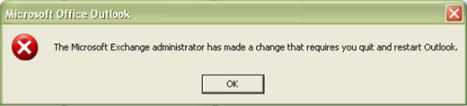 Microsoft Office Outlook
The Microsoft Exchange administrator has made a change that requires you quit and restart Outlook.
OK